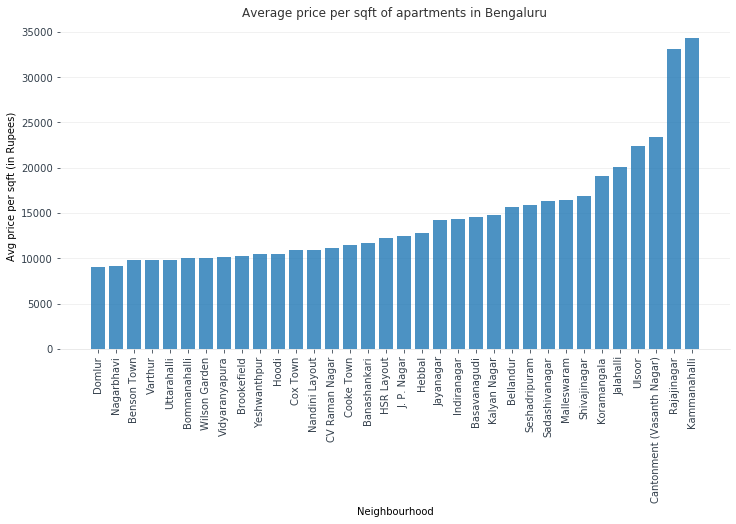 Average price per sqft of apartments in Bengaluru
Avg price per sqft (in Rupees)
35000
30000
25000
20000
15000
10000
5000
0
Domlur
Nagarbhavi
Benson Town
Varthur
Uttarahalli
Bommanahalli
Wilson Garden
Vidyaranyapura
Brookefield
Yeshwanthpur
Hoodi
Cox Town
Nandini Layout
CV Raman Nagar
Cooke Town
Banashankari
HSR Layout
J. P. Nagar
Hebbal
Jayanagar
Indiranagar
Basavanagudi
Kalyan Nagar
Bellandur
Seshadripuram
Sadashivanagar
Malleswaram
Shivajinagar
Koramangala
Jalahalli
Ulsoor
Cantonment (Vasanth Nagar)
Rajajinagar
Kammanahalli
Neighbourhood